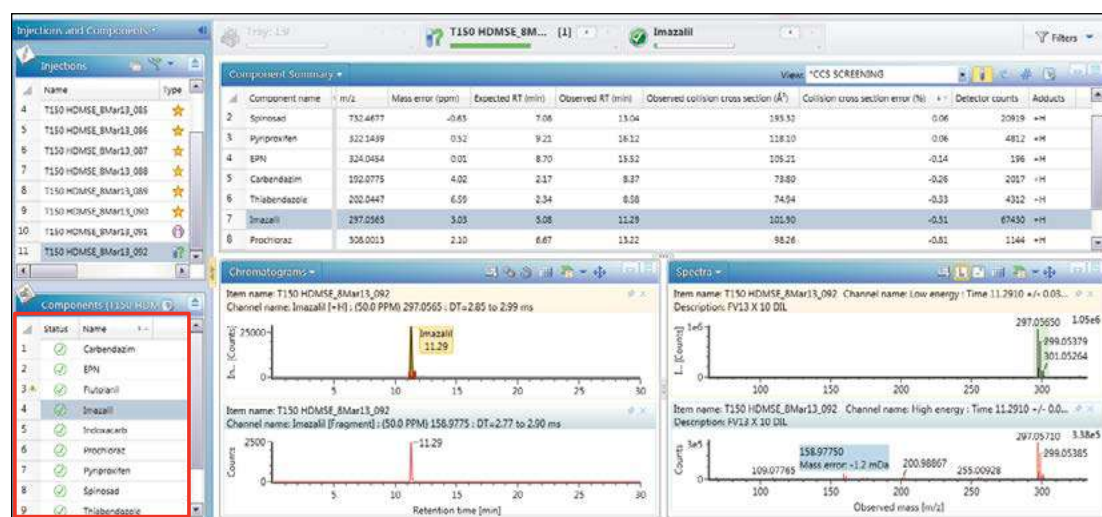 Injections and Components
Tray: 150
T150 HDMSE_8M... [1]
Imazalil
Filters
Injections
Name Type
4 T150 HDMSE_8Mar13_085
5 T150 HDMSE_8Mar13_086
6 T150 HDMSE_8Mar13_087
7 T150 HDMSE_8Mar13_088
8 T150 HDMSE_8Mar13_089
9 T150 HDMSE_8Mar13_090
10 T150 HDMSE_8Mar13_091
11 T150 HDMSE_8Mar13_092
Component Summary
View: *CCS SCREENING
Component name m/z Mass error (ppm) Expected RT (min) Observed RT (min) Observed collision cross section (Å²) Collision cross section error (%) Detector counts Adducts
2 Spinosad 732.4677 -0.65 7.08 13.04 193.32 0.06 20919 +H
3 Pyriproxifen 322.1439 0.52 9.21 16.12 118.10 0.06 4812 +H
4 EPN 324.0454 0.01 8.70 15.52 105.21 -0.14 196 +H
5 Carbendazim 192.0775 4.02 2.17 8.37 73.80 -0.26 2017 +H
6 Thiabendazole 202.0447 6.59 2.34 8.58 74.94 -0.33 4312 +H
7 Imazalil 297.0565 3.03 5.08 11.29 101.90 -0.51 67430 +H
8 Prochloraz 308.0013 2.10 6.67 13.22 98.26 -0.81 1144 +H
Components (T150 HDM
Status Name
1 Carbendazim
2 EPN
3 Flutolanil
4 Imazalil
5 Indoxacarb
6 Prochloraz
7 Pyriproxifen
8 Spinosad
9 Thiabendazole
Chromatograms
Item name: T150 HDMSE_8Mar13_092
Channel name: Imazalil [+H] : (50.0 PPM) 297.0565 : DT=2.85 to 2.99 ms
In... [Counts]
25000
0
Imazalil
11.29
5 10 15 20 25 30
Item name: T150 HDMSE_8Mar13_092
Channel name: Imazalil [Fragment] : (50.0 PPM) 158.9775 : DT=2.77 to 2.90 ms
Counts
2500
0
11.29
5 10 15 20 25 30
Retention time [min]
Spectra
Item name: T150 HDMSE_8Mar13_092 Channel name: Low energy : Time 11.2910 +/- 0.03...
Description: FV13 X 10 DIL
I... [Counts]
1e6
0
297.05650 1.05e6
299.05379
301.05264
100 150 200 250 300
Item name: T150 HDMSE_8Mar13_092 Channel name: High energy : Time 11.2910 +/- 0.0...
Description: FV13 X 10 DIL
Counts
3e5
0
109.07765
158.97750
Mass error: -1.2 mDa
200.98867
255.00928
297.05710 3.38e5
299.05385
100 150 200 250 300
Observed mass [m/z]